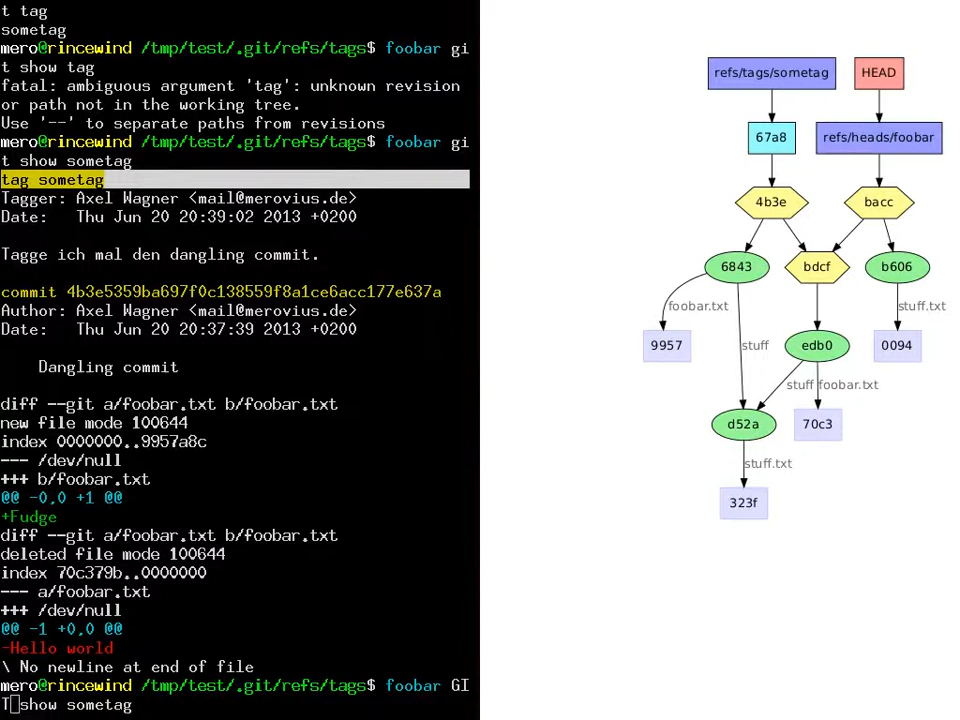 t tag
sometag
mero@rincewind /tmp/test/.git/refs/tags$ foobar gi
t show tag
fatal: ambiguous argument 'tag': unknown revision
or path not in the working tree.
Use '--' to separate paths from revisions
mero@rincewind /tmp/test/.git/refs/tags$ foobar gi
t show sometag
tag sometag
Tagger: Axel Wagner <mail@merovius.de>
Date:   Thu Jun 20 20:39:02 2013 +0200
Tagge ich mal den dangling commit.
commit 4b3e5359ba697f0c138559f8a1ce6acc177e637a
Author: Axel Wagner <mail@merovius.de>
Date:   Thu Jun 20 20:37:39 2013 +0200
Dangling commit
diff --git a/foobar.txt b/foobar.txt
new file mode 100644
index 0000000..9957a8c
--- /dev/null
+++ b/foobar.txt
@@ -0,0 +1 @@
+Fudge
diff --git a/foobar.txt b/foobar.txt
deleted file mode 100644
index 70c379b..0000000
--- a/foobar.txt
+++ /dev/null
@@ -1 +0,0 @@
-Hello world
\ No newline at end of file
mero@rincewind /tmp/test/.git/refs/tags$ foobar GI
T show sometag
refs/tags/sometag
HEAD
67a8
refs/heads/foobar
4b3e
bacc
6843
bdcf
b606
foobar.txt
stuff.txt
9957
stuff
edb0
0094
stuff
foobar.txt
d52a
70c3
stuff.txt
323f